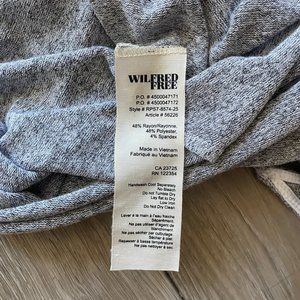 WILFRED
FREE
P.O. # 4500047171
P.O. # 4500047172
Style # RPS7-8574-25
Article # 56226
48% Rayon/Rayonne,
48% Polyester,
4% Spandex
Made in Vietnam
Fabriqué au Vietnam
CA 23725
RN 122384
Handwash Cool Separately
No Bleach
Do not Tumble Dry
Lay flat to Dry
Low Iron
Do not Dry Clean
Laver à la main à l'eau fraîche
Séparément.
Ne pas utiliser d'agent de
blanchiment
Ne pas sécher par culbutage
Sécher à plat
Repasser à basse température
Ne pas nettoyer à sec